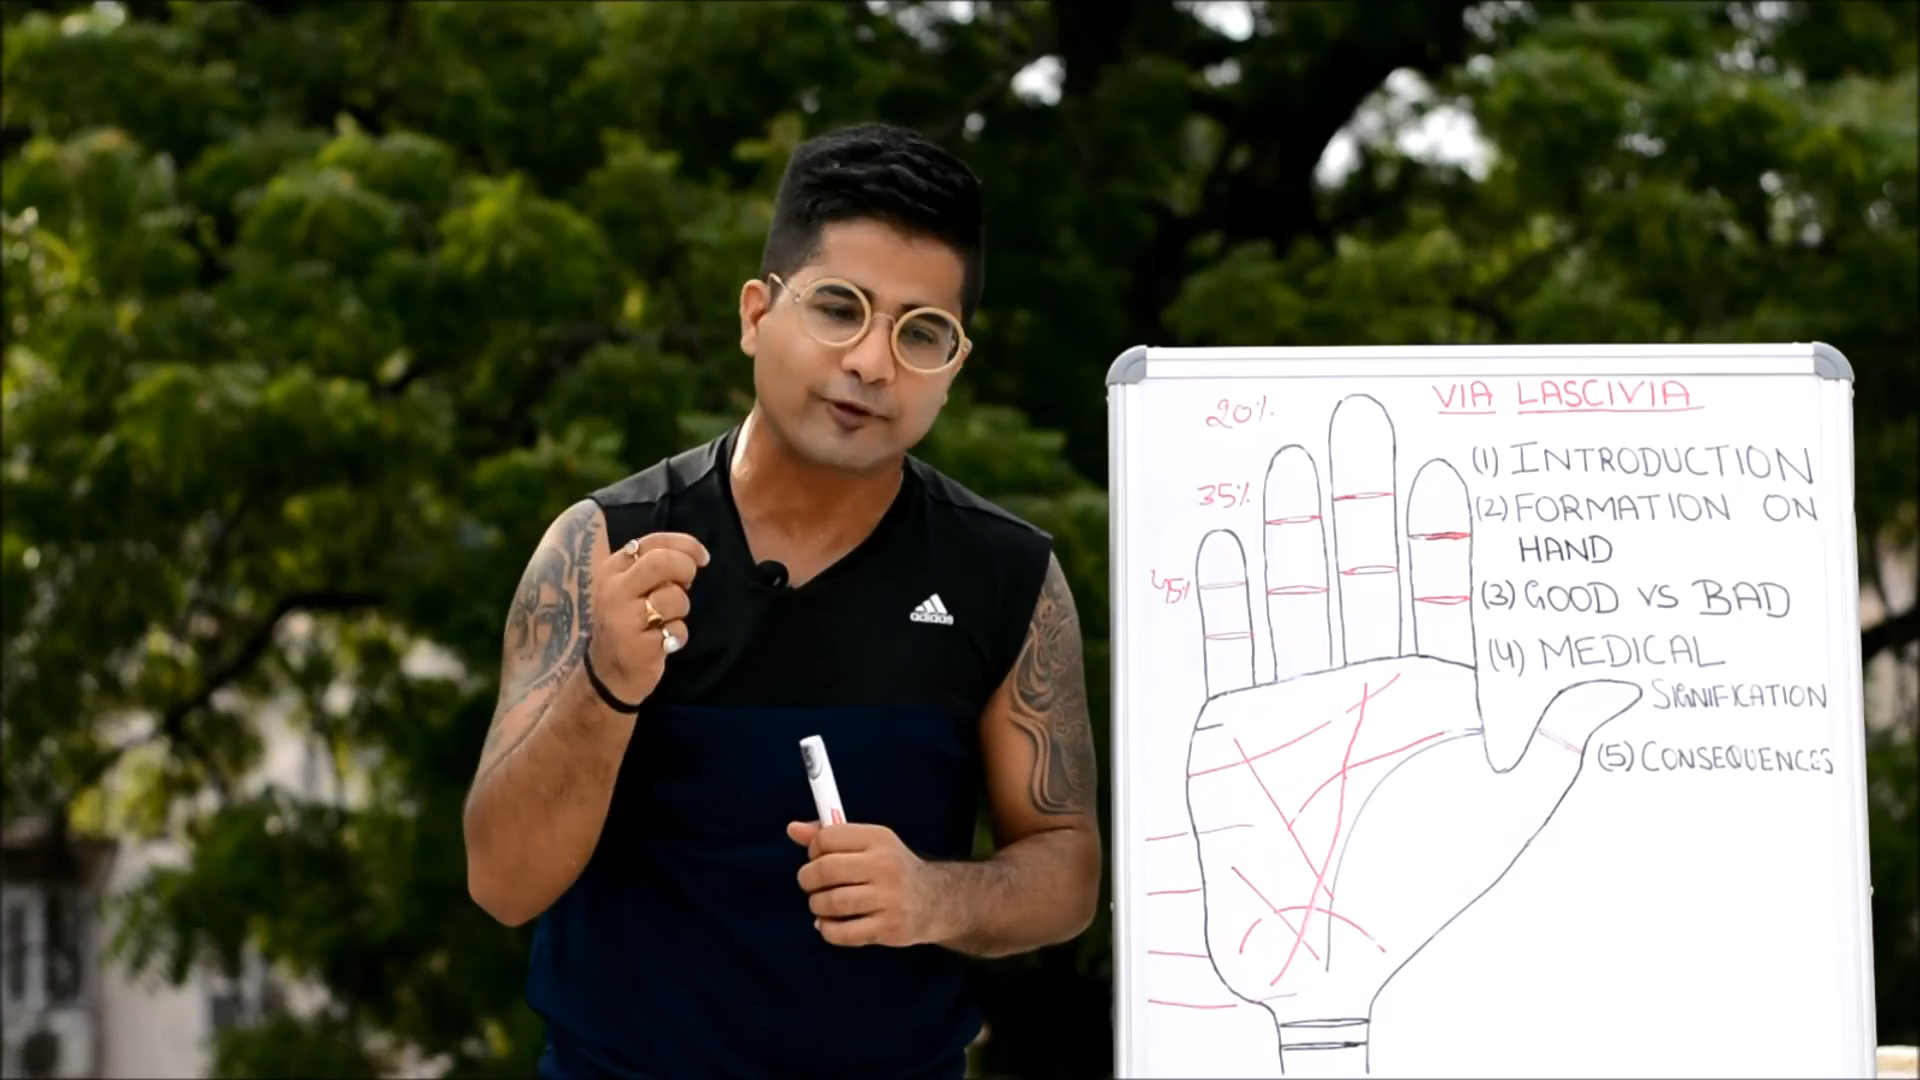 VIA LASCIVIA
20%
(1) INTRODUCTION
35%
(2) FORMATION ON
HAND
45%
(3) GOOD VS BAD
(4) MEDICAL
SIGNIFICATION
(5) CONSEQUENCES
adidas